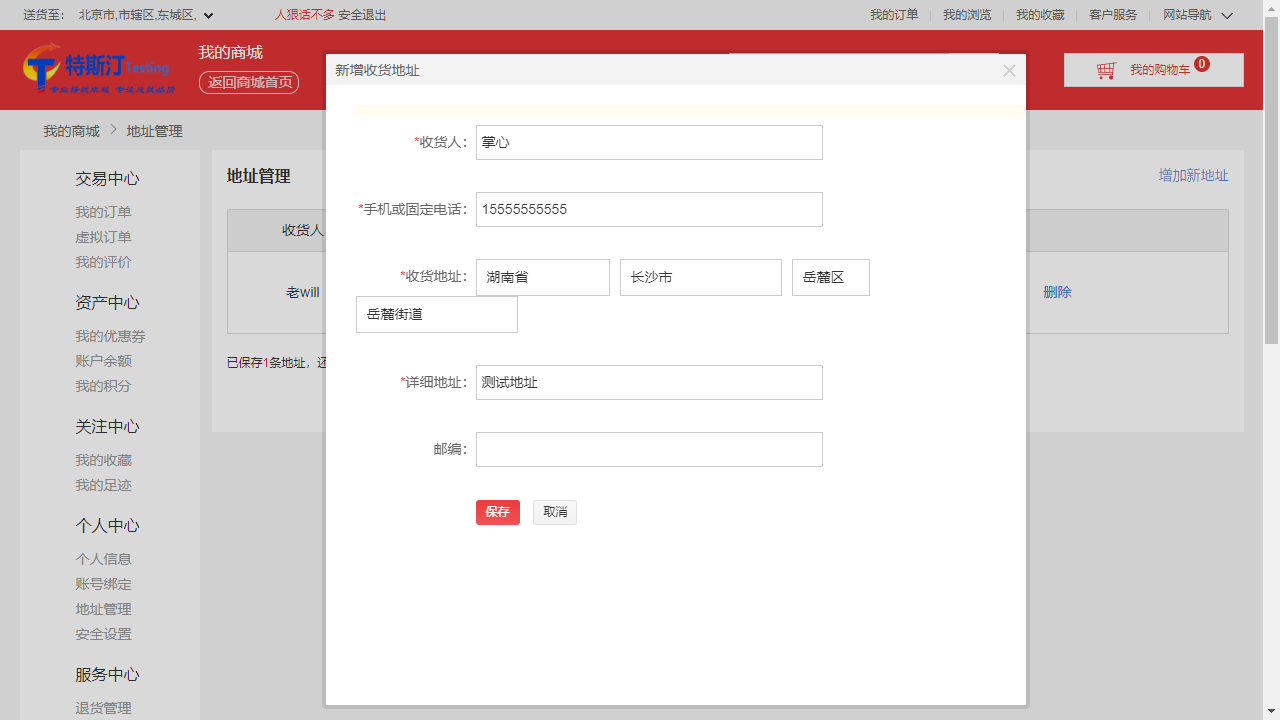 送货至： 北京市,市辖区,东城区, 人狠话不多 安全退出 我的订单 我的浏览 我的收藏 客户服务 网站导航
特斯汀Testing
我的商城
返回商城首页
我的购物车 0
我的商城 地址管理
交易中心
我的订单
虚拟订单
我的评价
资产中心
我的优惠券
账户余额
我的积分
关注中心
我的收藏
我的足迹
个人中心
个人信息
账号绑定
地址管理
安全设置
服务中心
退货管理
地址管理
增加新地址
收货人
老will
删除
已保存1条地址，还
新增收货地址
*收货人： 掌心
*手机或固定电话： 15555555555
*收货地址： 湖南省 长沙市 岳麓区
岳麓街道
*详细地址： 测试地址
邮编：
保存 取消